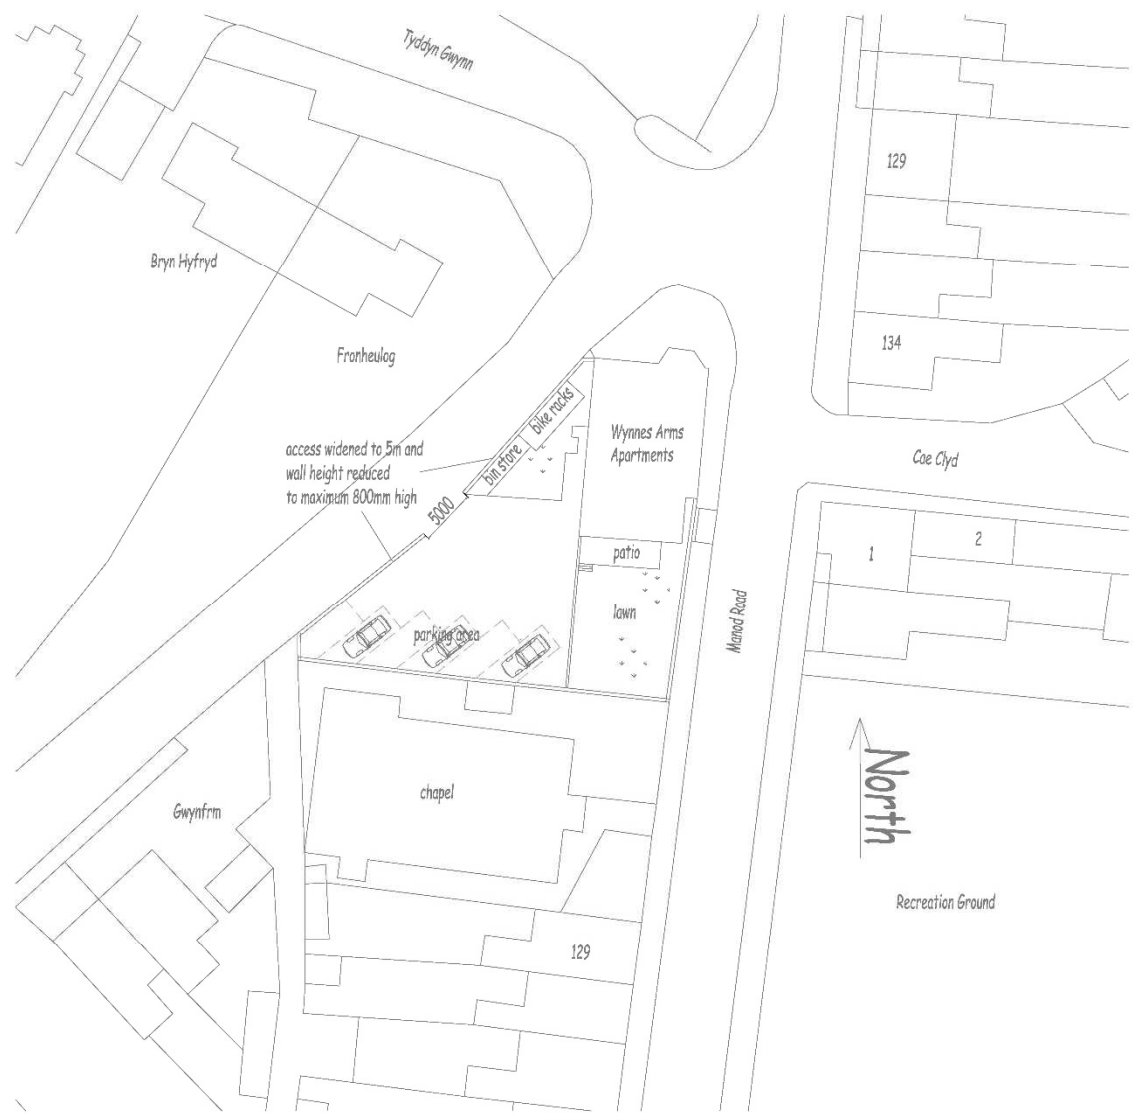 Tyddyn Gwynn
129
Bryn Hyfryd
134
Fronheulog
bike racks
Wynnes Arms
Apartments
access widened to 5m and
wall height reduced
to maximum 800mm high
bin store
Cae Clyd
5000
patio
1
2
lawn
Manod Road
parking area
North
chapel
Gwynfrm
Recreation Ground
129